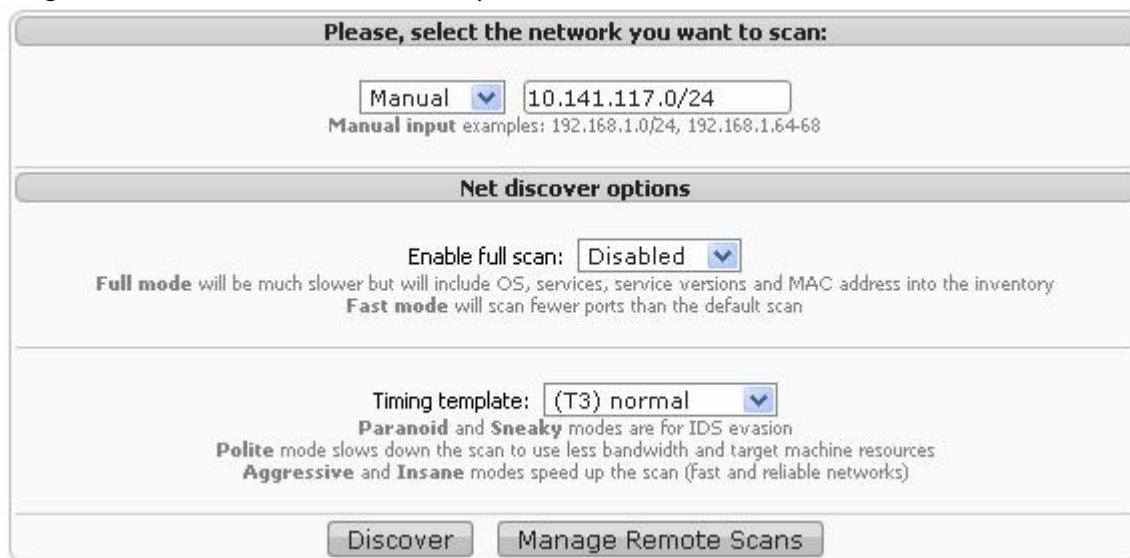 Please, select the network you want to scan:
Manual 10.141.117.0/24
Manual input examples: 192.168.1.0/24, 192.168.1.64-68
Net discover options
Enable full scan: Disabled
Full mode will be much slower but will include OS, services, service versions and MAC address into the inventory
Fast mode will scan fewer ports than the default scan
Timing template: (T3) normal
Paranoid and Sneaky modes are for IDS evasion
Polite mode slows down the scan to use less bandwidth and target machine resources
Aggressive and Insane modes speed up the scan (fast and reliable networks)
Discover Manage Remote Scans